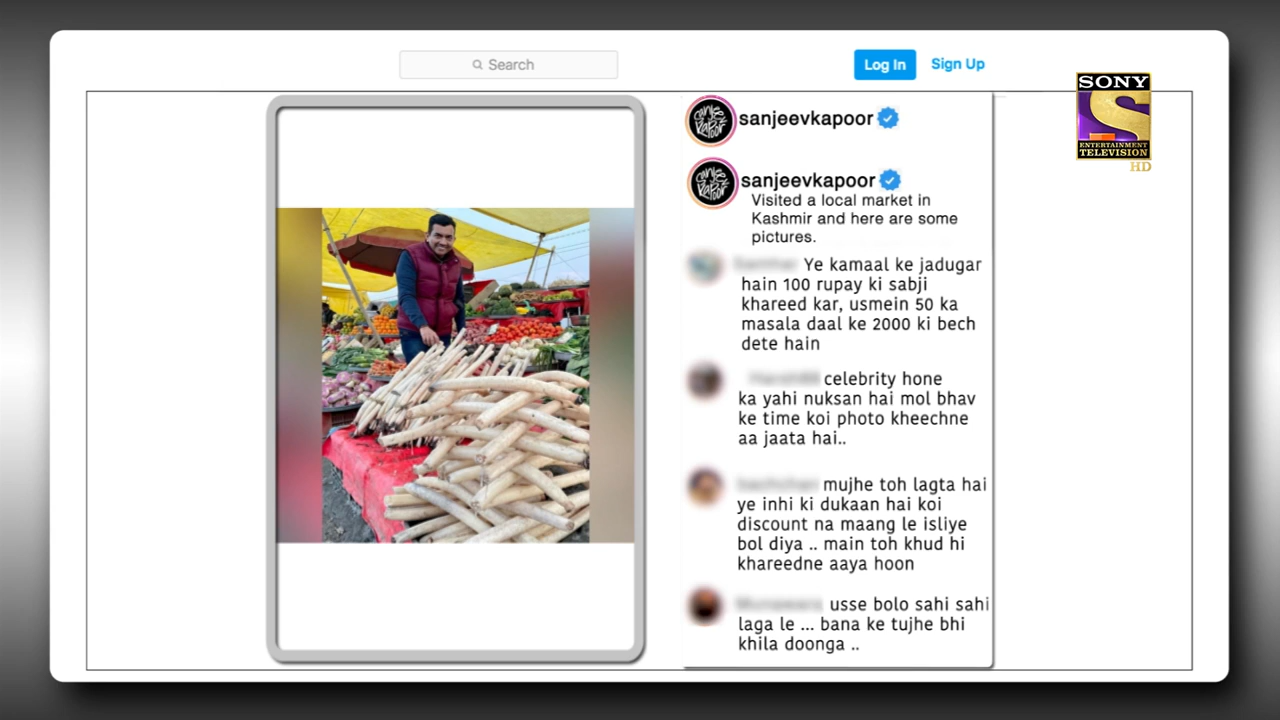 Search
Log In
Sign Up
SONY
ENTERTAINMENT
TELEVISION
HD
sanjeevkapoor
sanjeevkapoor
Visited a local market in
Kashmir and here are some
pictures.
Ye kamaal ke jadugar
hain 100 rupay ki sabji
khareed kar, usmein 50 ka
masala daal ke 2000 ki bech
dete hain
celebrity hone
ka yahi nuksan hai mol bhav
ke time koi photo kheechne
aa jaata hai..
mujhe toh lagta hai
ye inhi ki dukaan hai koi
discount na maang le isliye
bol diya .. main toh khud hi
khareedne aaya hoon
usse bolo sahi sahi
laga le ... bana ke tujhe bhi
khila doonga ..